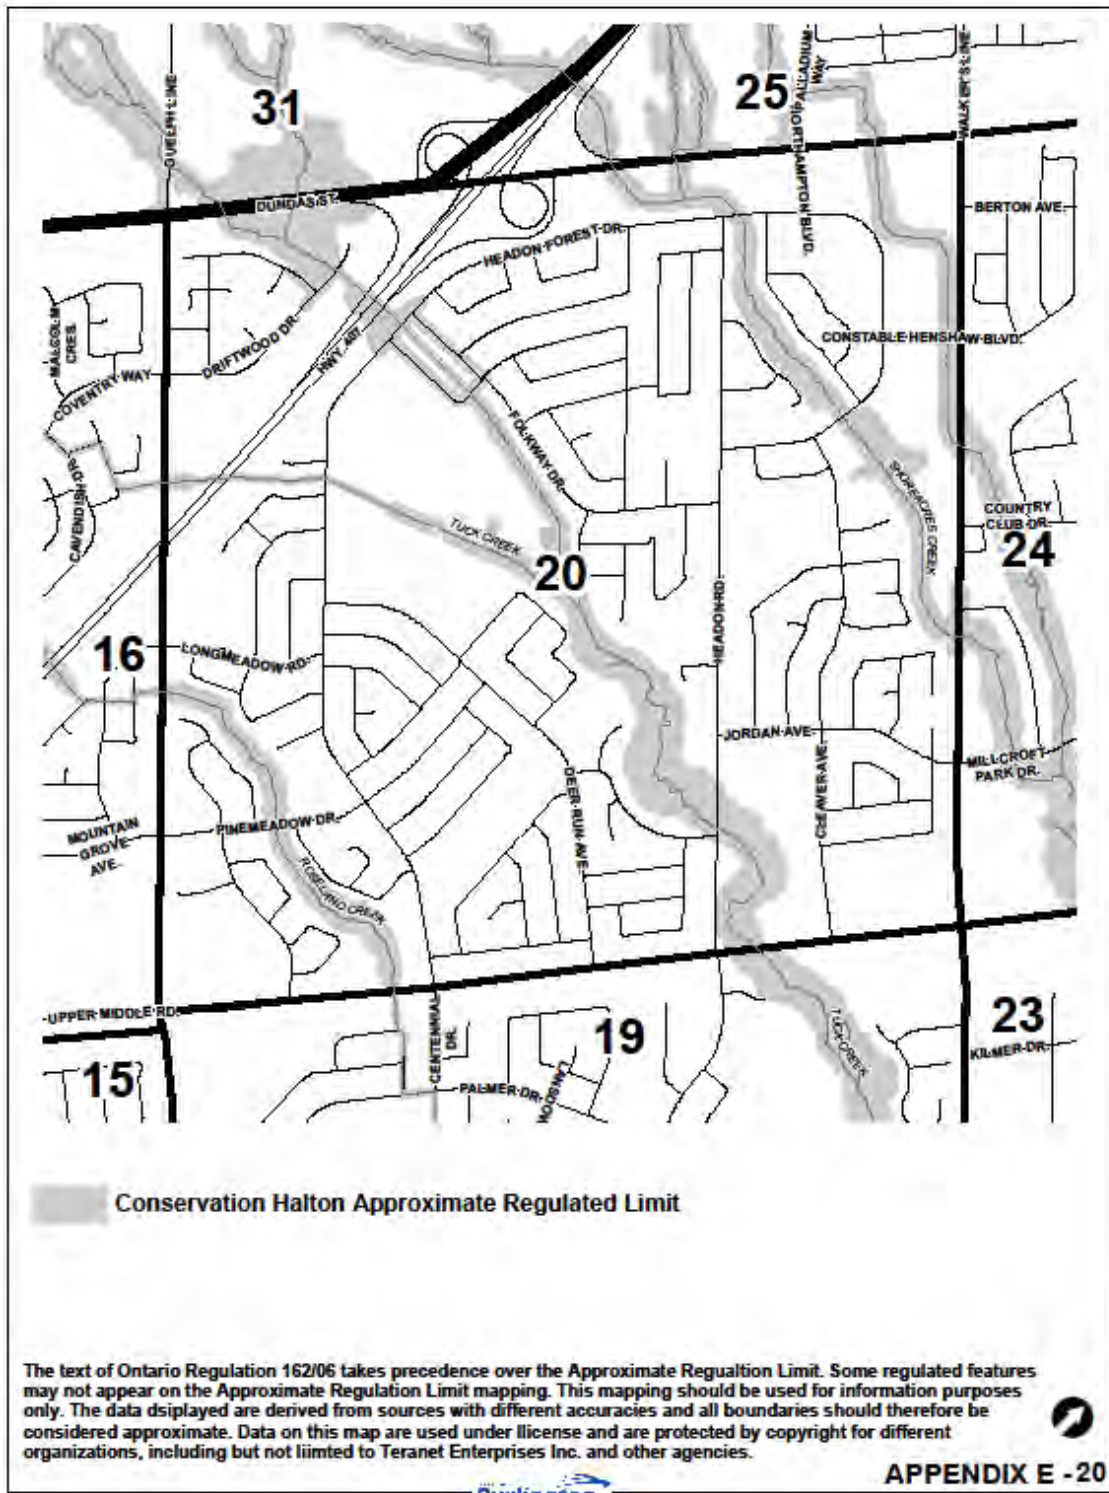 31
25
GUELPH LINE
PALLADIUM
WAY
NORTHAMPTON BLVD.
WALKER'S LINE
DUNDAS ST.
BERTON AVE.
HEADON FOREST DR.
MALCOLM
CRES.
DRIFTWOOD DR.
HWY. 407
CONSTABLE HENSHAW BLVD.
COVENTRY WAY
FOLKWAY DR.
CAVENDISH DR.
SHOREACRES CREEK
COUNTRY
CLUB DR.
TUCK CREEK
24
20
HEADON RD.
16
LONGMEADOW RD.
JORDAN AVE.
MILLCROFT
PARK DR.
DEER RUN AVE.
CLEAVER AVE.
PINEMEADOW DR.
MOUNTAIN
GROVE
AVE.
ROSELAND CREEK
UPPER MIDDLE RD.
CENTENNIAL
DR.
19
TUCK CREEK
23
KILMER DR.
15
PALMER DR.
LANSDOW
Conservation Halton Approximate Regulated Limit
The text of Ontario Regulation 162/06 takes precedence over the Approximate Regualtion Limit. Some regulated features
may not appear on the Approximate Regulation Limit mapping. This mapping should be used for information purposes
only. The data dsiplayed are derived from sources with different accuracies and all boundaries should therefore be
considered approximate. Data on this map are used under llicense and are protected by copyright for different
organizations, including but not liimted to Teranet Enterprises Inc. and other agencies.
APPENDIX E - 20